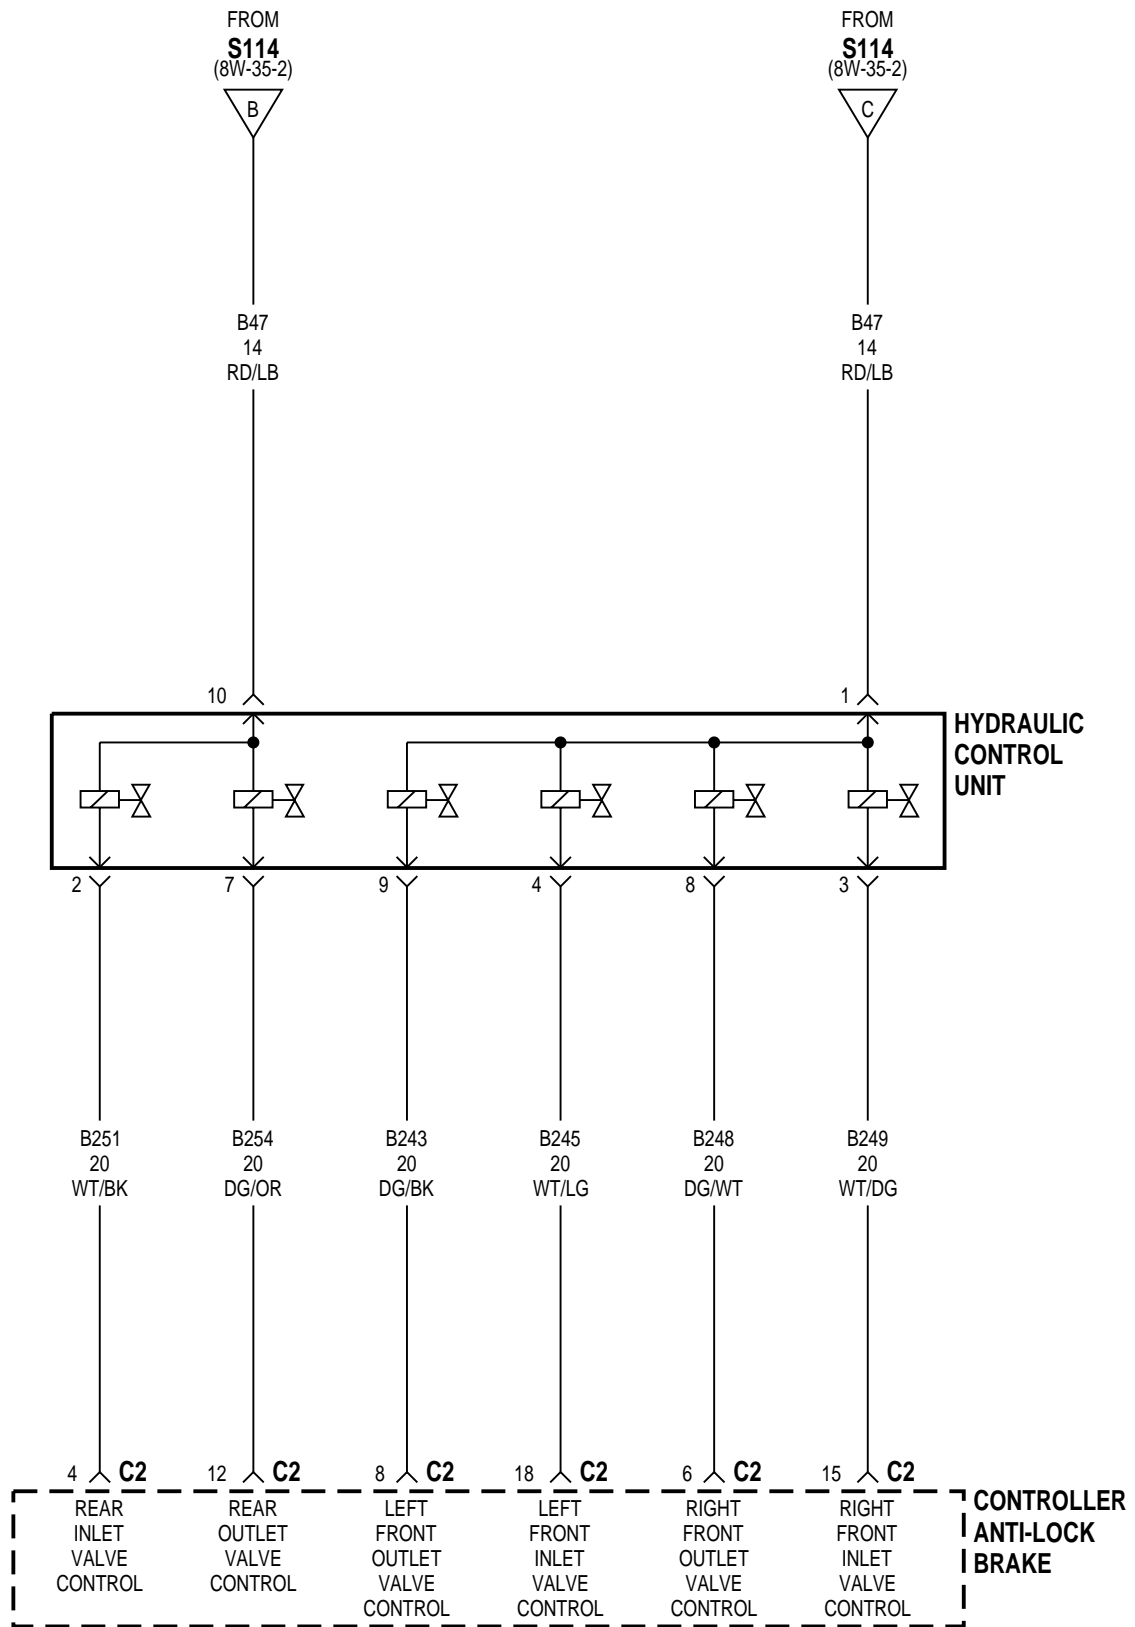 FROM
S114
(8W-35-2)
B
FROM
S114
(8W-35-2)
C
B47
14
RD/LB
B47
14
RD/LB
10
1
HYDRAULIC
CONTROL
UNIT
2
7
9
4
8
3
B251
20
WT/BK
B254
20
DG/OR
B243
20
DG/BK
B245
20
WT/LG
B248
20
DG/WT
B249
20
WT/DG
4
C2
12
C2
8
C2
18
C2
6
C2
15
C2
REAR
INLET
VALVE
CONTROL
REAR
OUTLET
VALVE
CONTROL
LEFT
FRONT
OUTLET
VALVE
CONTROL
LEFT
FRONT
INLET
VALVE
CONTROL
RIGHT
FRONT
OUTLET
VALVE
CONTROL
RIGHT
FRONT
INLET
VALVE
CONTROL
CONTROLLER
ANTI-LOCK
BRAKE